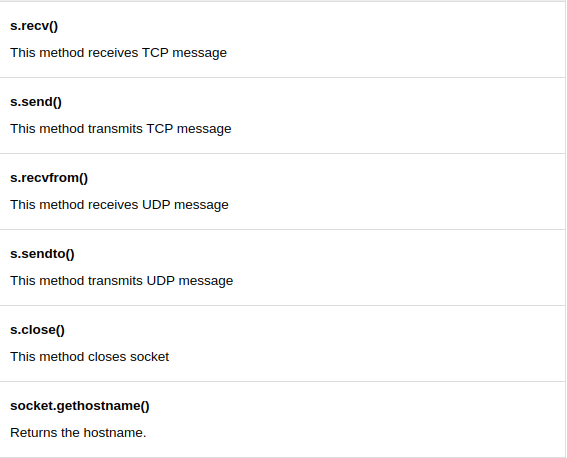 s.recv()
This method receives TCP message
s.send()
This method transmits TCP message
s.recvfrom()
This method receives UDP message
s.sendto()
This method transmits UDP message
s.close()
This method closes socket
socket.gethostname()
Returns the hostname.